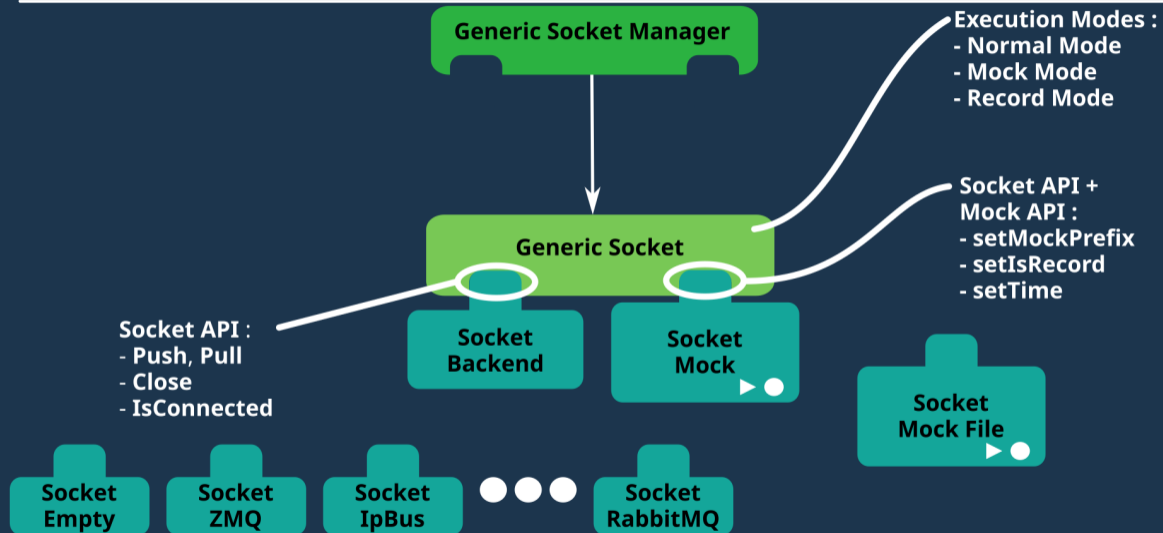 Generic Socket Manager
Execution Modes :
- Normal Mode
- Mock Mode
- Record Mode
Socket API +
Mock API :
- setMockPrefix
- setIsRecord
- setTime
Generic Socket
Socket API :
- Push, Pull
- Close
- IsConnected
Socket
Backend
Socket
Mock
Socket
Mock File
Socket
Empty
Socket
ZMQ
Socket
IpBus
Socket
RabbitMQ